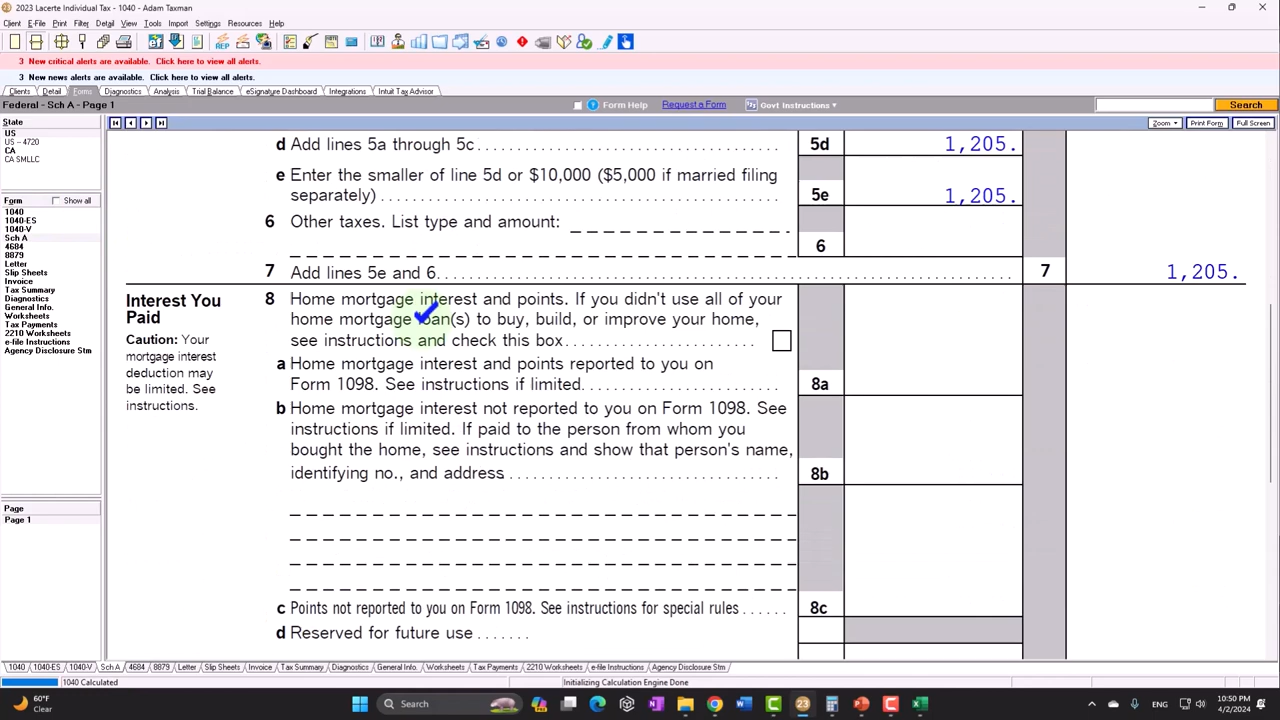 2023 Lacerte Individual Tax - 1040 - Adam Taxman
Client E-File Print Filter Detail View Tools Import Settings Resources Help
REP
3 New critical alerts are available. Click here to view all alerts.
3 New news alerts are available. Click here to view all alerts.
Clients Detail Forms Diagnostics Analysis Trial Balance eSignature Dashboard Integrations Intuit Tax Advisor
Federal - Sch A - Page 1
Form Help Request a Form Govt Instructions Search
State
Zoom Print Form Full Screen
US
US - 4720
CA
CA SMLLC
Form Show all
1040
1040-ES
1040-V
Sch A
4684
8879
Letter
Slip Sheets
Invoice
Tax Summary
Diagnostics
General Info.
Worksheets
Tax Payments
2210 Worksheets
e-file Instructions
Agency Disclosure Stm
Page
Page 1
d Add lines 5a through 5c 5d 1,205.
e Enter the smaller of line 5d or $10,000 ($5,000 if married filing
separately) 5e 1,205.
6 Other taxes. List type and amount:
6
7 Add lines 5e and 6. 7 1,205.
Interest You
Paid
Caution: Your
mortgage interest
deduction may
be limited. See
instructions.
8 Home mortgage interest and points. If you didn't use all of your
home mortgage loan(s) to buy, build, or improve your home,
see instructions and check this box
a Home mortgage interest and points reported to you on
Form 1098. See instructions if limited. 8a
b Home mortgage interest not reported to you on Form 1098. See
instructions if limited. If paid to the person from whom you
bought the home, see instructions and show that person's name,
identifying no., and address 8b
c Points not reported to you on Form 1098. See instructions for special rules 8c
d Reserved for future use
1040 1040-ES 1040-V Sch A 4684 8879 Letter Slip Sheets Invoice Tax Summary Diagnostics General Info. Worksheets Tax Payments 2210 Worksheets e-file Instructions Agency Disclosure Stm
1040 Calculated Initializing Calculation Engine Done
60°F
Clear
Search
23
10:50 PM
4/2/2024